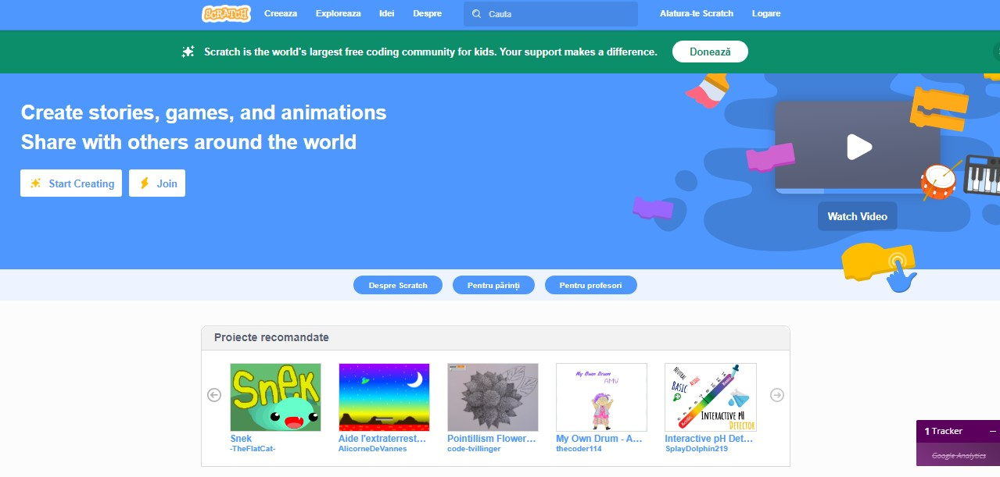 SCRATCH Creeaza Exploreaza Idei Despre Cauta Alatura-te Scratch Logare
Scratch is the world's largest free coding community for kids. Your support makes a difference. Donează
Create stories, games, and animations
Share with others around the world
Start Creating Join
Watch Video
Despre Scratch Pentru părinți Pentru profesori
Proiecte recomandate
Snek
My Own Drum
AMV
NEUTRAL
BASIC
ACIDIC
INTERACTIVE pH
DETECTOR
Snek Aide l'extraterrest... Pointillism Flower... My Own Drum - A... Interactive pH Det...
-TheFlatCat- AlicorneDeVannes code-tvillinger thecoder114 SplayDolphin219
1 Tracker
Google Analytics